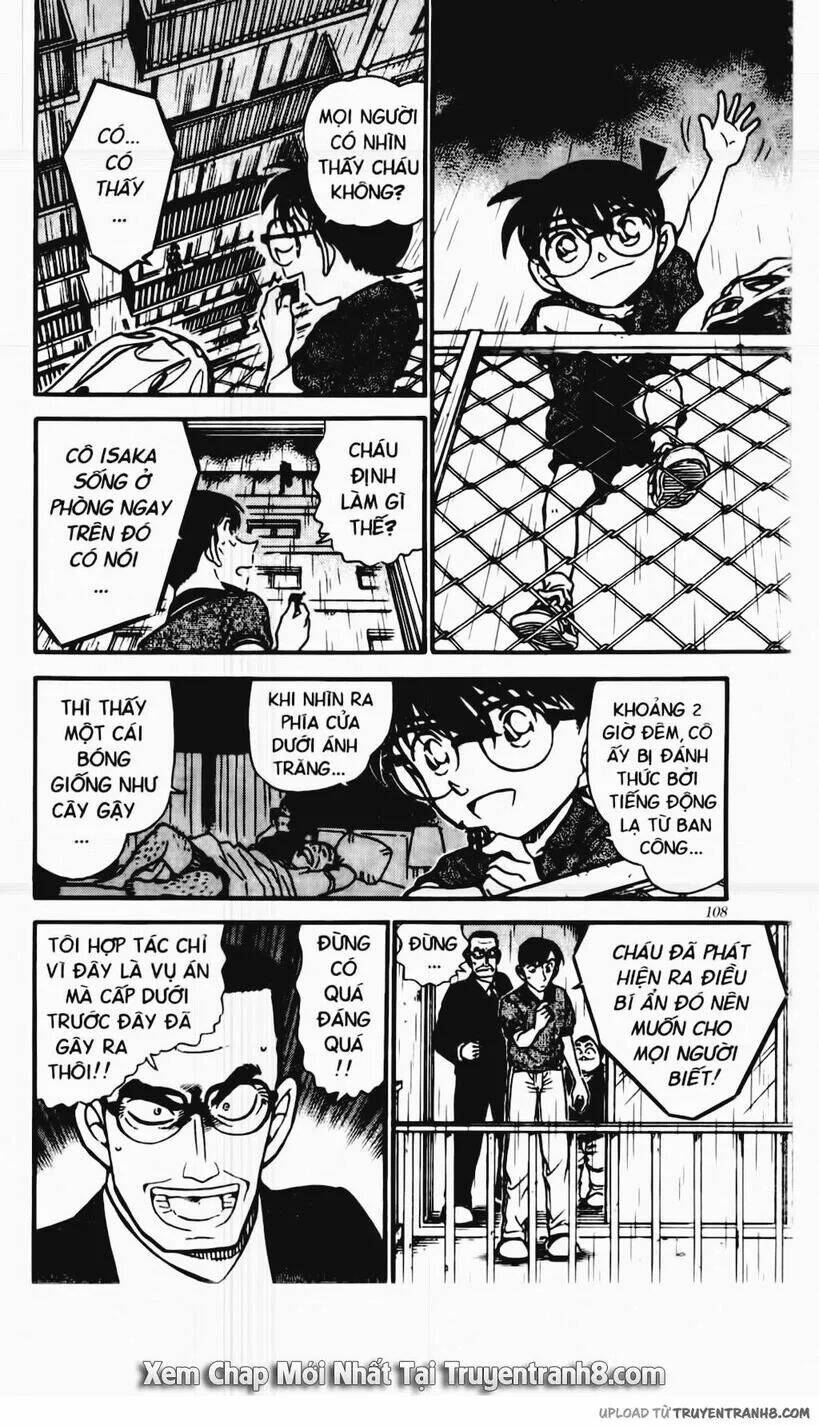 MỌI NGƯỜI
CÓ NHÌN
THẤY CHÁU
KHÔNG?
CÓ...
CÓ
THẤY
...
CHÁU
ĐỊNH
LÀM GÌ
THẾ?
CÔ ISAKA
SỐNG Ở
PHÒNG NGAY
TRÊN ĐÓ
CÓ NÓI
...
KHOẢNG 2
GIỜ ĐÊM, CÔ
ẤY BỊ ĐÁNH
THỨC BỞI
TIẾNG ĐỘNG
LẠ TỪ BAN
CÔNG...
KHI NHÌN RA
PHÍA CỬA
DƯỚI ÁNH
TRĂNG...
THÌ THẤY
MỘT CÁI
BÓNG
GIỐNG NHƯ
CÂY GẬY
...
108
CHÁU ĐÃ PHÁT
HIỆN RA ĐIỀU
BÍ ẨN ĐÓ NÊN
MUỐN CHO
MỌI NGƯỜI
BIẾT!
ĐỪNG
...
ĐỪNG
CÓ
QUÁ
ĐÁNG
QUÁ
!!
TÔI HỢP TÁC CHỈ
VÌ ĐÂY LÀ VỤ ÁN
MÀ CẤP DƯỚI
TRƯỚC ĐÂY ĐÃ
GÂY RA
THÔI!!
Xem Chap Mới Nhất Tại Truyentranh8.com
UPLOAD TỪ TRUYENTRANH8.COM